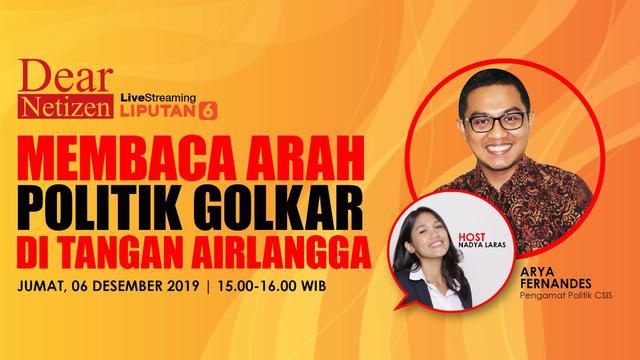 Dear
Netizen
LiveStreaming
LIPUTAN 6
MEMBACA ARAH
POLITIK GOLKAR
DI TANGAN AIRLANGGA
JUMAT, 06 DESEMBER 2019 | 15.00-16.00 WIB
HOST
NADYA LARAS
ARYA
FERNANDES
Pengamat Politik CSIS